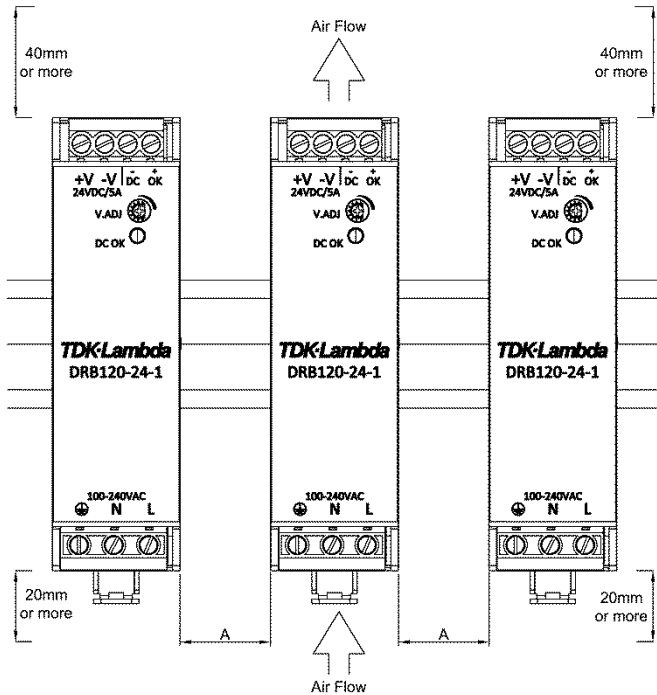 Air Flow
40mm
or more
40mm
or more
+V -V - DC + OK
24VDC/5A
V.ADJ
DC OK
+V -V - DC + OK
24VDC/5A
V.ADJ
DC OK
+V -V - DC + OK
24VDC/5A
V.ADJ
DC OK
TDK·Lambda
DRB120-24-1
TDK·Lambda
DRB120-24-1
TDK·Lambda
DRB120-24-1
100-240VAC
N L
100-240VAC
N L
100-240VAC
N L
20mm
or more
A
A
20mm
or more
Air Flow